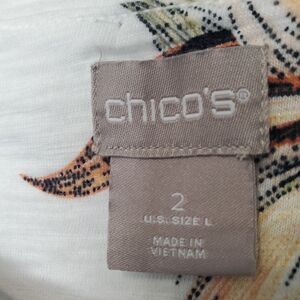 chico's®
2
U.S. SIZE L
MADE IN
VIETNAM